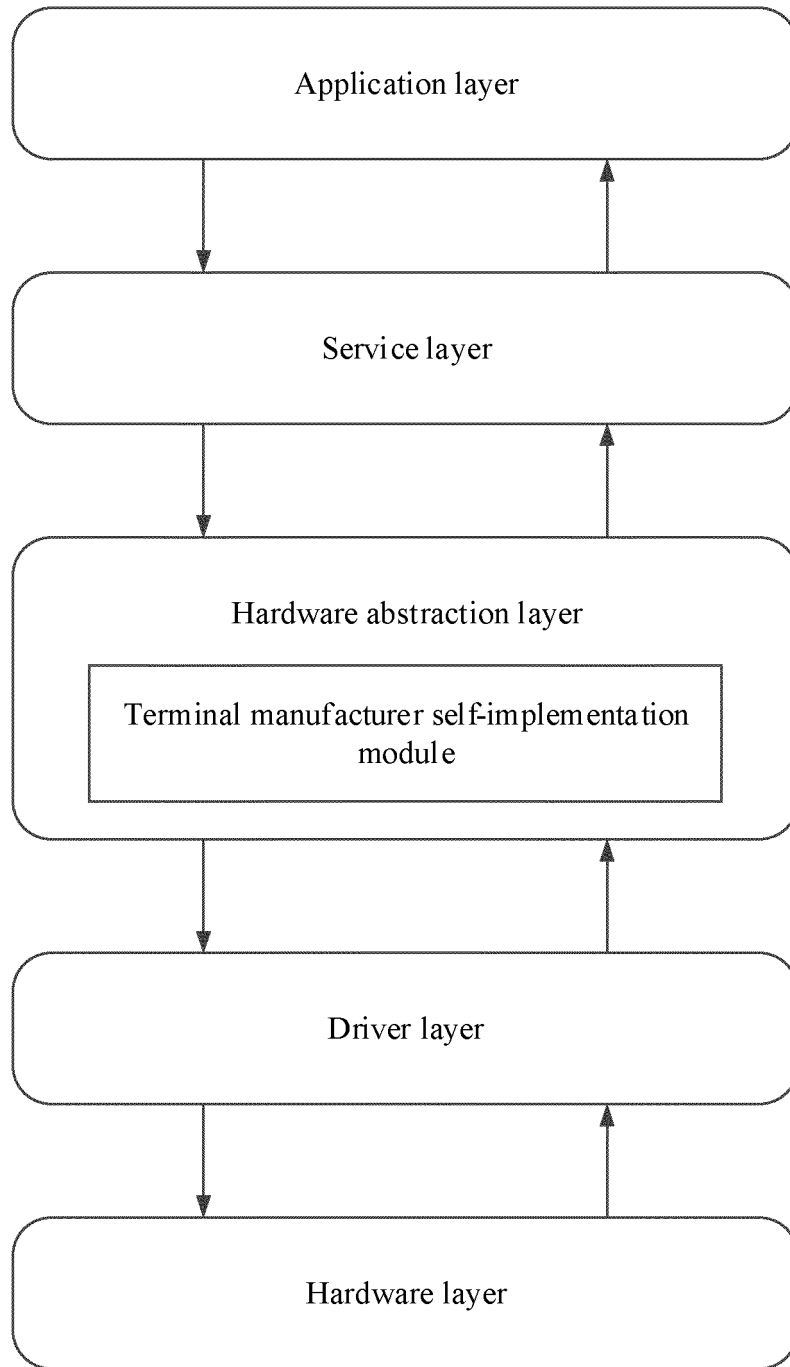 Application layer
Service layer
Hardware abstraction layer
Terminal manufacturer self-implementation
module
Driver layer
Hardware layer